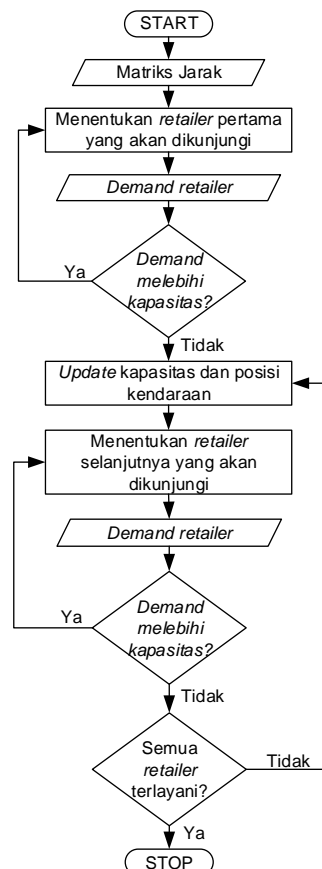 START
Matriks Jarak
Menentukan retailer pertama
yang akan dikunjungi
Demand retailer
Demand
melebihi
kapasitas?
Ya
Tidak
Update kapasitas dan posisi
kendaraan
Menentukan retailer
selanjutnya yang akan
dikunjungi
Demand retailer
Demand
melebihi
kapasitas?
Ya
Tidak
Semua
retailer
terlayani?
Tidak
Ya
STOP